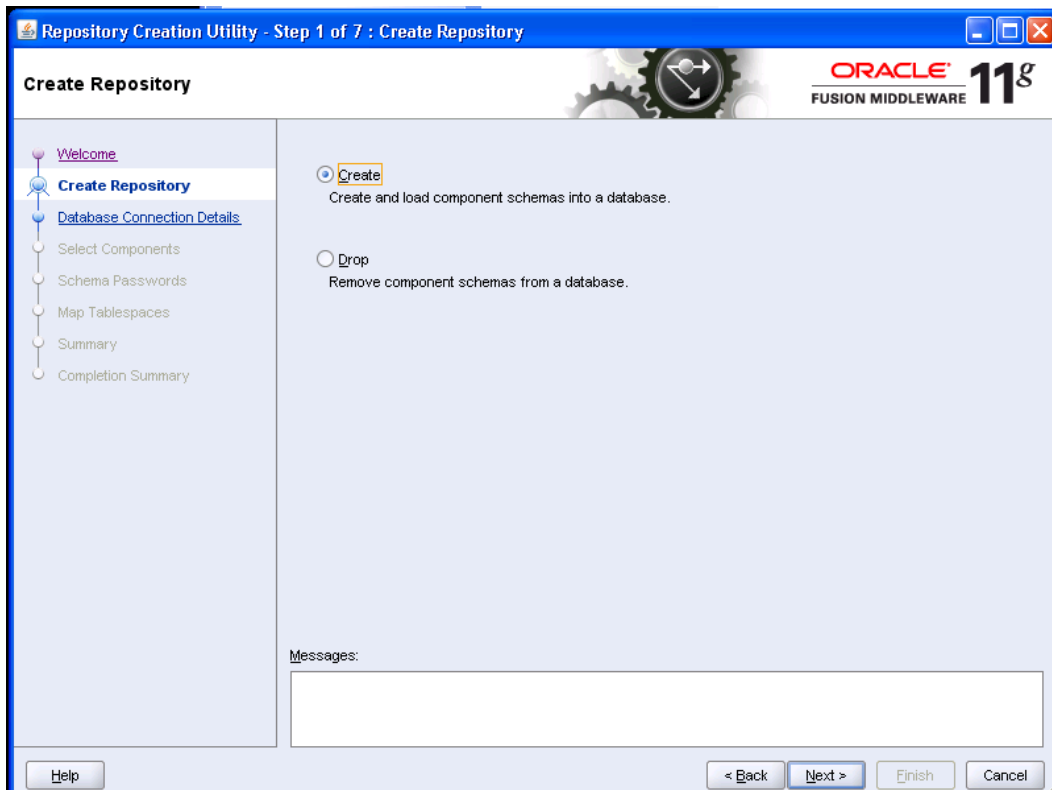 Repository Creation Utility - Step 1 of 7 : Create Repository
Create Repository
ORACLE
FUSION MIDDLEWARE 11g
Welcome
Create Repository
Database Connection Details
Select Components
Schema Passwords
Map Tablespaces
Summary
Completion Summary
Create
Create and load component schemas into a database.
Drop
Remove component schemas from a database.
Messages:
Help
< Back
Next >
Finish
Cancel